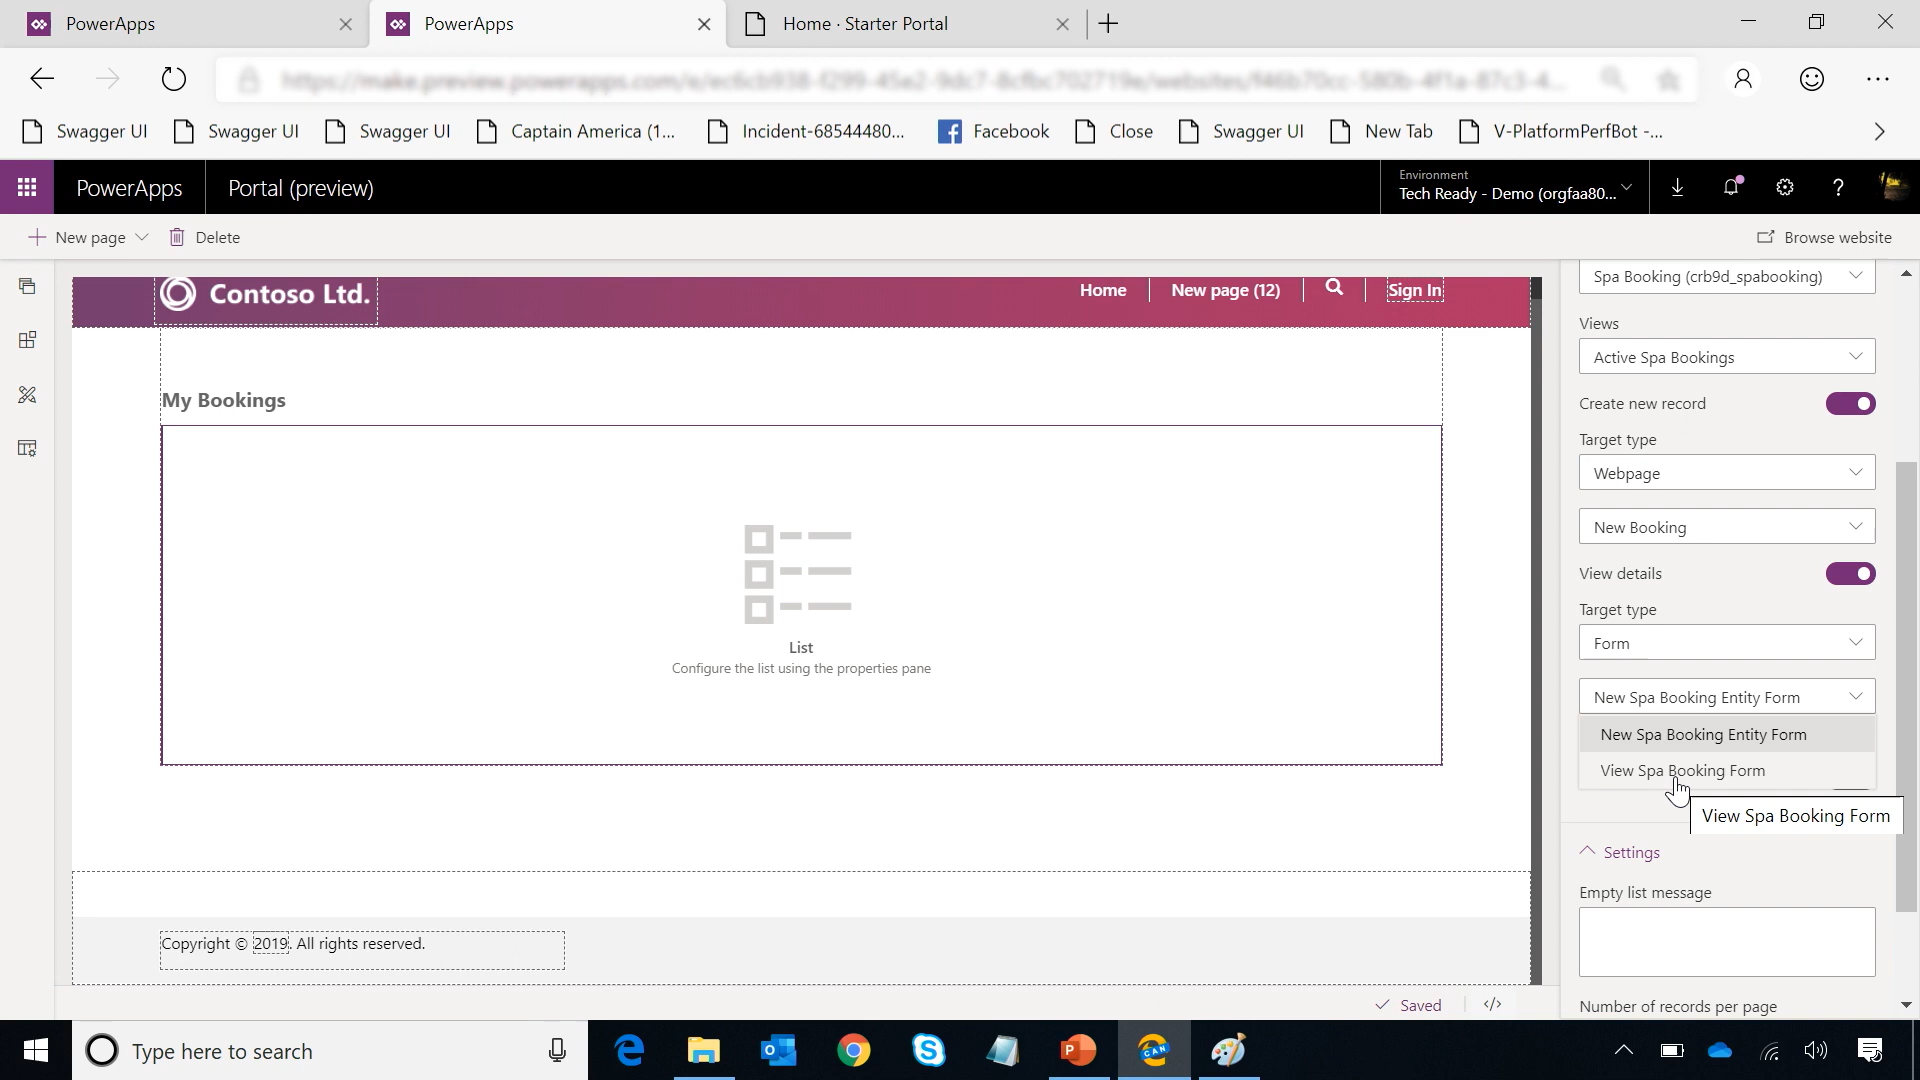 PowerApps
PowerApps
Home · Starter Portal
Swagger UI
Swagger UI
Swagger UI
Captain America (1...
Incident-68544480...
Facebook
Close
Swagger UI
New Tab
V-PlatformPerfBot -...
PowerApps
Portal (preview)
Environment
Tech Ready - Demo (orgfaa80...
New page
Delete
Browse website
Contoso Ltd.
Home
New page (12)
Sign In
My Bookings
List
Configure the list using the properties pane
Copyright © 2019. All rights reserved.
Saved
</>
Spa Booking (crb9d_spabooking)
Views
Active Spa Bookings
Create new record
Target type
Webpage
New Booking
View details
Target type
Form
New Spa Booking Entity Form
New Spa Booking Entity Form
View Spa Booking Form
View Spa Booking Form
Settings
Empty list message
Number of records per page
Type here to search
CAN